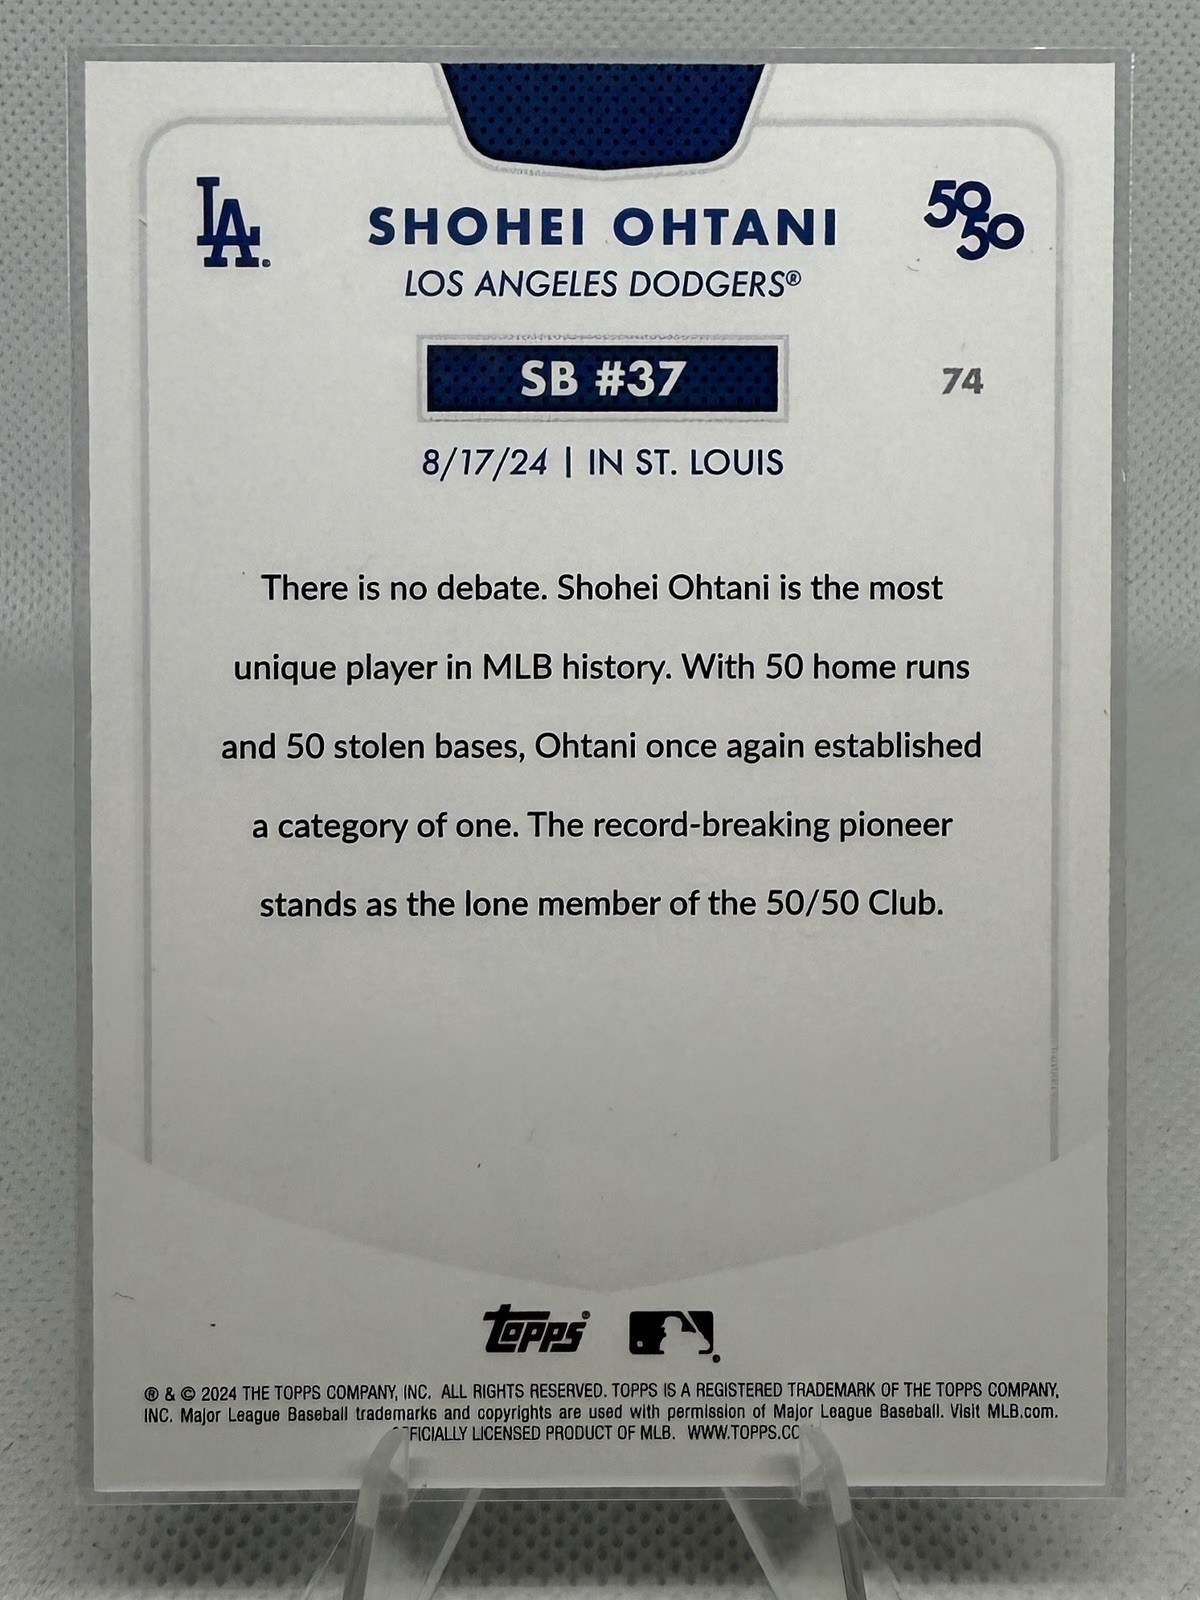 LA
SHOHEI OHTANI
50 50
LOS ANGELES DODGERS®
SB #37
74
8/17/24 | IN ST. LOUIS
There is no debate. Shohei Ohtani is the most
unique player in MLB history. With 50 home runs
and 50 stolen bases, Ohtani once again established
a category of one. The record-breaking pioneer
stands as the lone member of the 50/50 Club.
Topps®
® & © 2024 THE TOPPS COMPANY, INC. ALL RIGHTS RESERVED. TOPPS IS A REGISTERED TRADEMARK OF THE TOPPS COMPANY,
INC. Major League Baseball trademarks and copyrights are used with permission of Major League Baseball. Visit MLB.com.
LICENSED PRODUCT OF MLB.